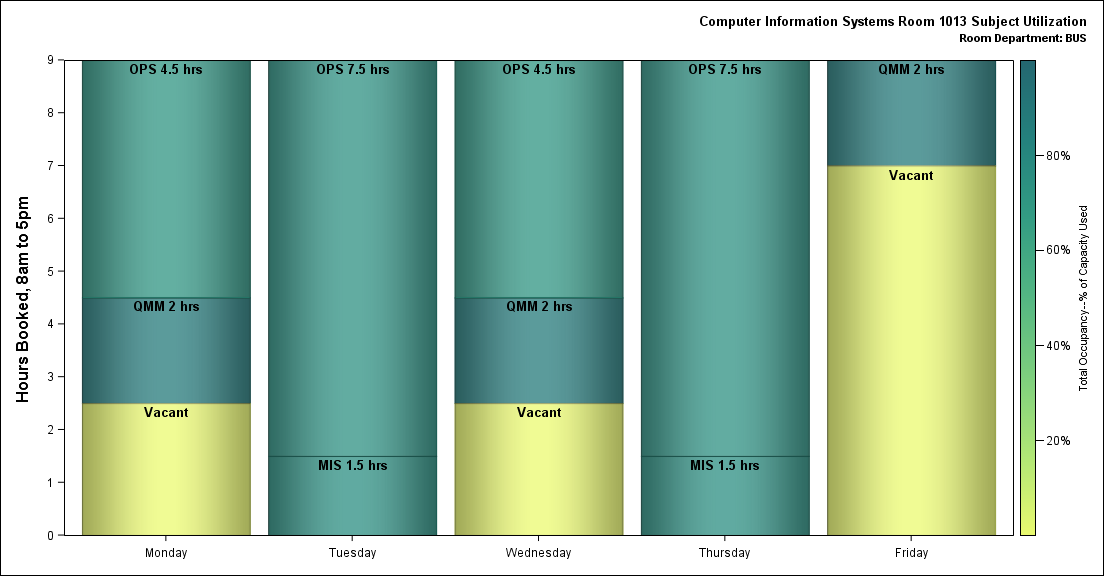 Computer Information Systems Room 1013 Subject Utilization
Room Department: BUS
Hours Booked, 8am to 5pm
9
8
7
6
5
4
3
2
1
0
OPS 4.5 hrs
QMM 2 hrs
Vacant
OPS 7.5 hrs
MIS 1.5 hrs
OPS 4.5 hrs
QMM 2 hrs
Vacant
OPS 7.5 hrs
MIS 1.5 hrs
QMM 2 hrs
Vacant
Monday
Tuesday
Wednesday
Thursday
Friday
80%
60%
40%
20%
Total Occupancy--% of Capacity Used